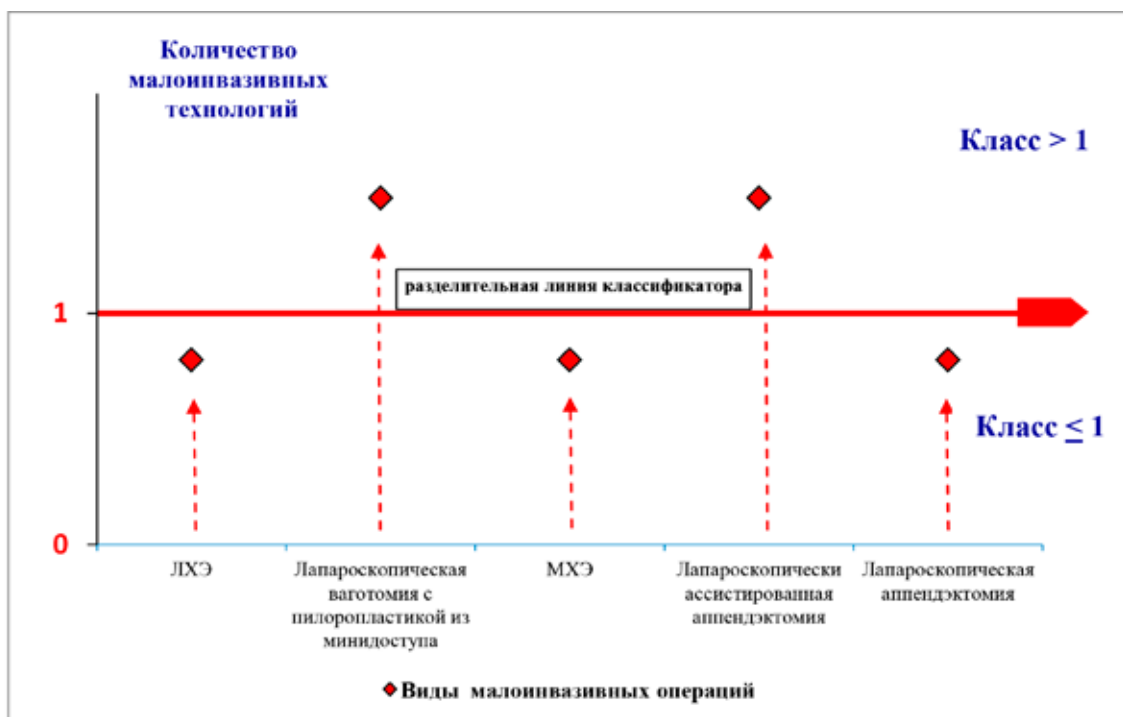 Количество
малоинвазивных
технологий
Класс > 1
разделительная линия классификатора
1
Класс ≤ 1
0
ЛХЭ
Лапароскопическая
ваготомия с
пилоропластикой из
минидоступа
МХЭ
Лапароскопически
ассистированная
аппендэктомия
Лапароскопическая
аппендэктомия
Виды малоинвазивных операций